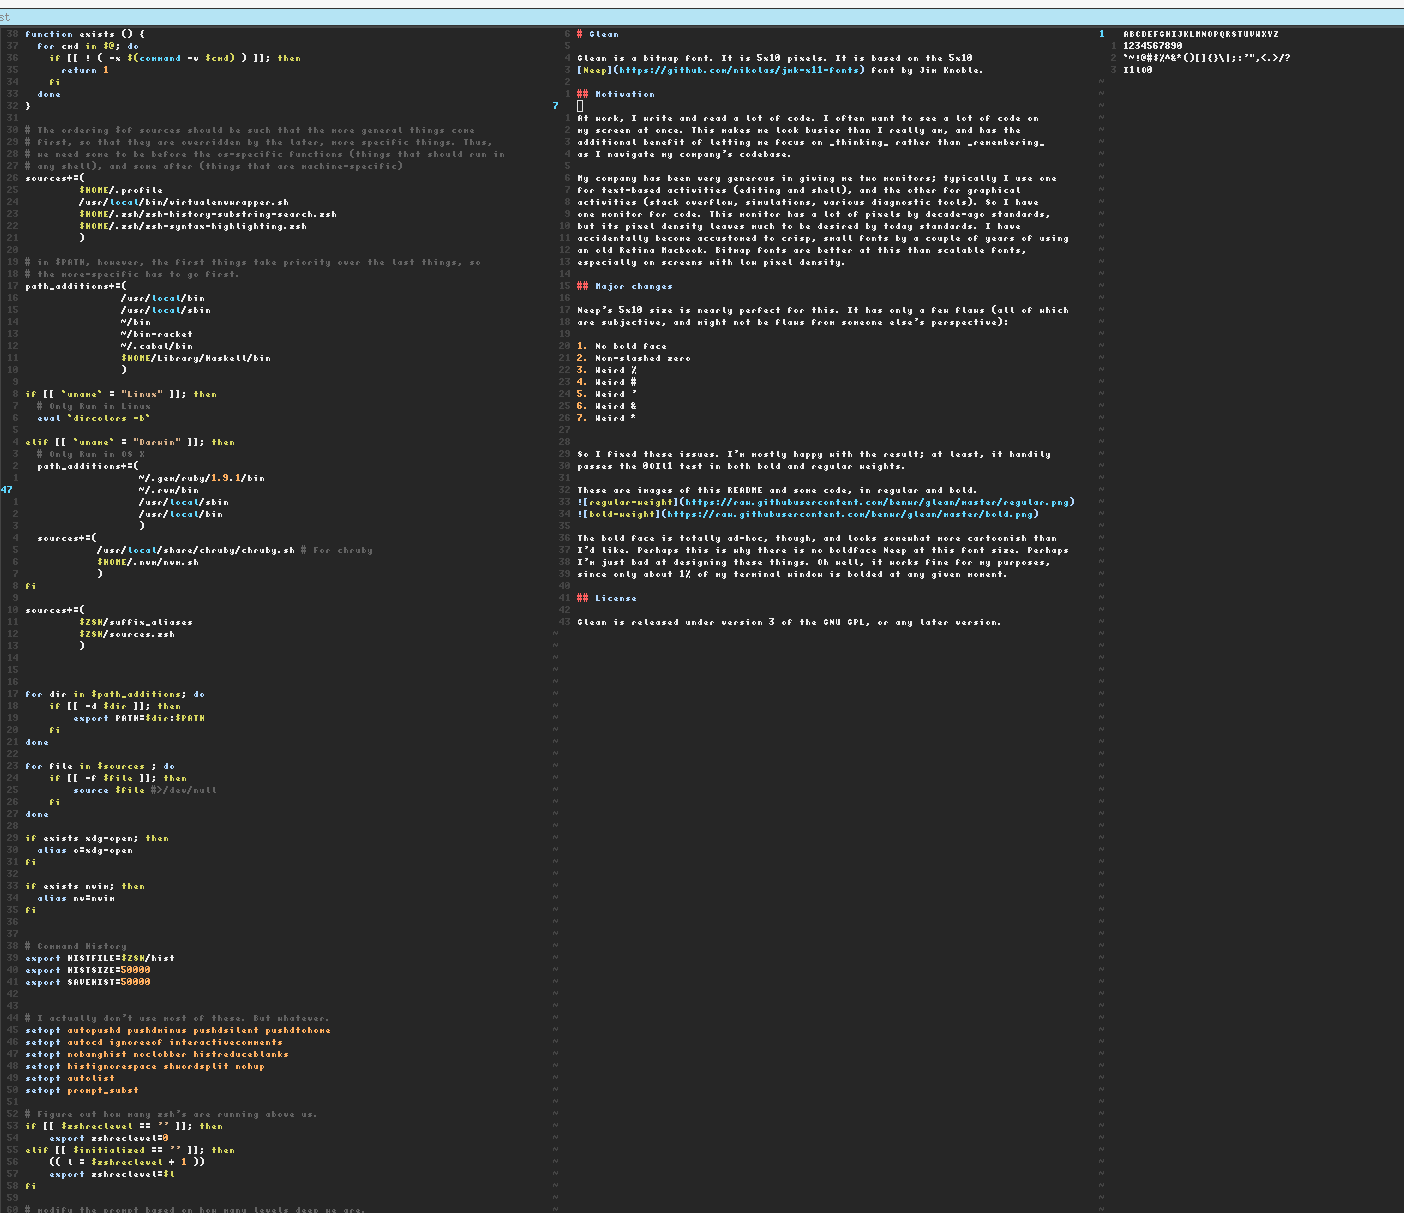 st
38 function exists () {
37   for cmd in $@; do
36     if [[ ! ( -x $(command -v $cmd) ) ]]; then
35       return 1
34     fi
33   done
32 }
31
30 # The ordering $of sources should be such that the more general things come
29 # first, so that they are overridden by the later, more specific things. Thus,
28 # we need some to be before the os-specific functions (things that should run in
27 # any shell), and some after (things that are machine-specific)
26 sources+=(
25          $HOME/.profile
24          /usr/local/bin/virtualenvwrapper.sh
23          $HOME/.zsh/zsh-history-substring-search.zsh
22          $HOME/.zsh/zsh-syntax-highlighting.zsh
21          )
20
19 # in $PATH, however, the first things take priority over the last things, so
18 # the more-specific has to go first.
17 path_additions+=(
16                 /usr/local/bin
15                 /usr/local/sbin
14                 ~/bin
13                 ~/bin-racket
12                 ~/.cabal/bin
11                 $HOME/Library/Haskell/bin
10                 )
9
8 if [[ `uname` = "Linux" ]]; then
7   # Only Run in Linux
6   eval `dircolors -b`
5
4 elif [[ `uname` = "Darwin" ]]; then
3   # Only Run in OS X
2   path_additions+=(
1                    ~/.gem/ruby/1.9.1/bin
47                   ~/.rvm/bin
1                    /usr/local/sbin
2                    /usr/local/bin
3                    )
4   sources+=(
5             /usr/local/share/chruby/chruby.sh # For chruby
6             $HOME/.nvm/nvm.sh
7             )
8 fi
9
10 sources+=(
11          $ZSH/suffix_aliases
12          $ZSH/sources.zsh
13          )
14
15
16
17 for dir in $path_additions; do
18     if [[ -d $dir ]]; then
19         export PATH=$dir:$PATH
20     fi
21 done
22
23 for file in $sources ; do
24     if [[ -f $file ]]; then
25         source $file #>/dev/null
26     fi
27 done
28
29 if exists xdg-open; then
30   alias o=xdg-open
31 fi
32
33 if exists nvim; then
34   alias nv=nvim
35 fi
36
37
38 # Command History
39 export HISTFILE=$ZSH/hist
40 export HISTSIZE=50000
41 export SAVEHIST=50000
42
43
44 # I actually don't use most of these. But whatever.
45 setopt autopushd pushdminus pushdsilent pushdtohome
46 setopt autocd ignoreeof interactivecomments
47 setopt nobanghist noclobber histreduceblanks
48 setopt histignorespace shwordsplit nohup
49 setopt autolist
50 setopt prompt_subst
51
52 # Figure out how many zsh's are running above us.
53 if [[ $zshreclevel == '' ]]; then
54     export zshreclevel=0
55 elif [[ $initialized == '' ]]; then
56     (( l = $zshreclevel + 1 ))
57     export zshreclevel=$l
58 fi
59
60 # modify the prompt based on how many levels deep we are.
6 # Glean
5
4 Glean is a bitmap font. It is 5x10 pixels. It is based on the 5x10
3 [Neep](https://github.com/nikolas/jmk-x11-fonts) font by Jim Knoble.
2
1 ## Motivation
7
1 At work, I write and read a lot of code. I often want to see a lot of code on
2 my screen at once. This makes me look busier than I really am, and has the
3 additional benefit of letting me focus on _thinking_ rather than _remembering_
4 as I navigate my company's codebase.
5
6 My company has been very generous in giving me two monitors; typically I use one
7 for text-based activities (editing and shell), and the other for graphical
8 activities (stack overflow, simulations, various diagnostic tools). So I have
9 one monitor for code. This monitor has a lot of pixels by decade-ago standards,
10 but its pixel density leaves much to be desired by today standards. I have
11 accidentally become accustomed to crisp, small fonts by a couple of years of using
12 an old Retina Macbook. Bitmap fonts are better at this than scalable fonts,
13 especially on screens with low pixel density.
14
15 ## Major changes
16
17 Neep's 5x10 size is nearly perfect for this. It has only a few flaws (all of which
18 are subjective, and might not be flaws from someone else's perspective):
19
20 1. No bold face
21 2. Non-slashed zero
22 3. Weird %
23 4. Weird #
24 5. Weird '
25 6. Weird &
26 7. Weird *
27
28
29 So I fixed these issues. I'm mostly happy with the result; at least, it handily
30 passes the 0OIl1 test in both bold and regular weights.
31
32 These are images of this README and some code, in regular and bold.
33 ![regular-weight](https://raw.githubusercontent.com/benwr/glean/master/regular.png)
34 ![bold-weight](https://raw.githubusercontent.com/benwr/glean/master/bold.png)
35
36 The bold face is totally ad-hoc, though, and looks somewhat more cartoonish than
37 I'd like. Perhaps this is why there is no boldface Neep at this font size. Perhaps
38 I'm just bad at designing these things. Oh well, it works fine for my purposes,
39 since only about 1% of my terminal window is bolded at any given moment.
40
41 ## License
42
43 Glean is released under version 3 of the GNU GPL, or any later version.
1 ABCDEFGHIJKLMNOPQRSTUVWXYZ
1 1234567890
2 `~!@#$%^&*()[]{}\|;:'",<.>/?
3 I1lO0